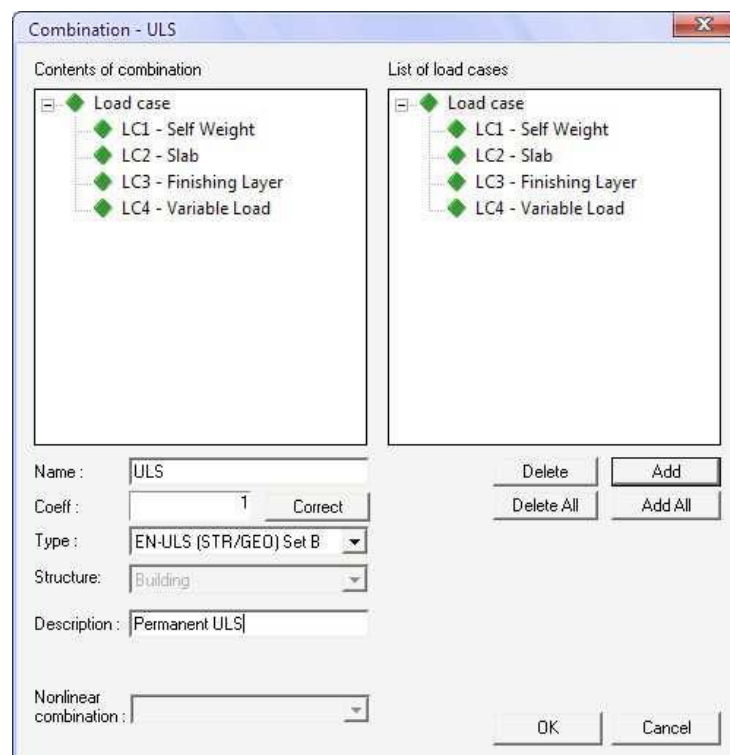 Combination - ULS
Contents of combination
List of load cases
Load case
LC1 - Self Weight
LC2 - Slab
LC3 - Finishing Layer
LC4 - Variable Load
Load case
LC1 - Self Weight
LC2 - Slab
LC3 - Finishing Layer
LC4 - Variable Load
Name : ULS
Delete
Add
Coeff : 1
Correct
Delete All
Add All
Type : EN-ULS (STR/GEO) Set B
Structure: Building
Description : Permanent ULS
Nonlinear
combination :
OK
Cancel